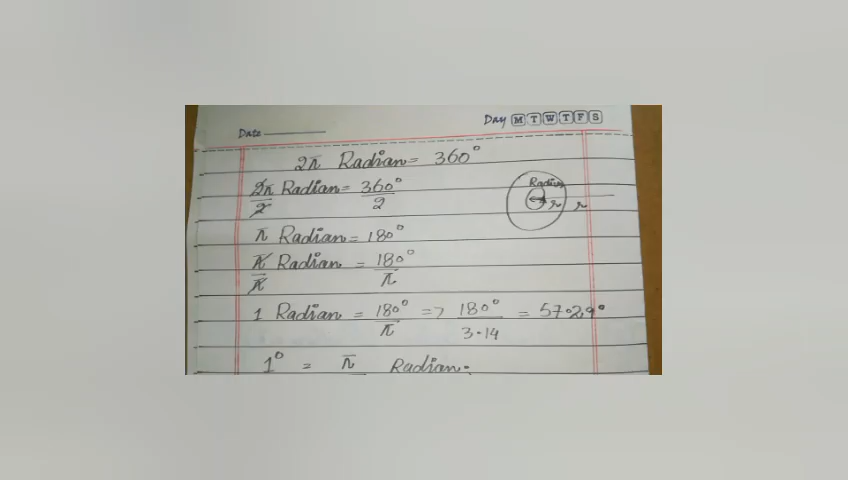 Day M T W T F S
Date
2π Radian = 360°
2π/2 Radian = 360°/2
Radius
r r
π Radian = 180°
π/π Radian = 180°/π
1 Radian = 180°/π => 180°/3.14 = 57.29°
1° = π Radian.